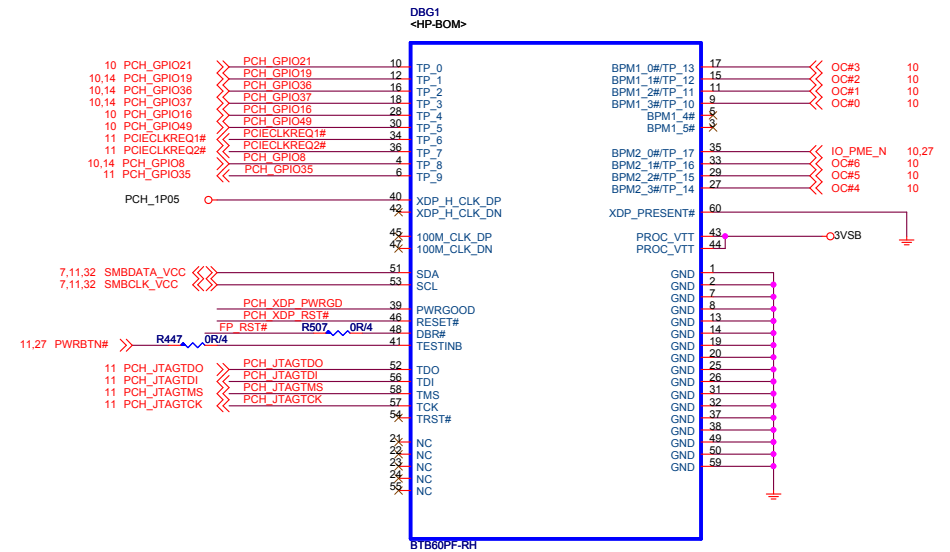 DBG1
<HP-BOM>
10 PCH_GPIO21 PCH_GPIO21 10 TP_0 BPM1_0#/TP_13 17 OC#3 10
10,14 PCH_GPIO19 PCH_GPIO19 12 TP_1 BPM1_1#/TP_12 15 OC#2 10
10,14 PCH_GPIO36 PCH_GPIO36 16 TP_2 BPM1_2#/TP_11 11 OC#1 10
10,14 PCH_GPIO37 PCH_GPIO37 18 TP_3 BPM1_3#/TP_10 9 OC#0 10
10 PCH_GPIO16 PCH_GPIO16 28 TP_4 BPM1_4# 5
10 PCH_GPIO49 PCH_GPIO49 30 TP_5 BPM1_5# 3
11 PCIECLKREQ1# PCIECLKREQ1# 34 TP_6
11 PCIECLKREQ2# PCIECLKREQ2# 36 TP_7 BPM2_0#/TP_17 35 IO_PME_N 10,27
10,14 PCH_GPIO8 PCH_GPIO8 4 TP_8 BPM2_1#/TP_16 33 OC#6 10
11 PCH_GPIO35 PCH_GPIO35 6 TP_9 BPM2_2#/TP_15 29 OC#5 10
BPM2_3#/TP_14 27 OC#4 10
PCH_1P05 40 XDP_H_CLK_DP
42 XDP_H_CLK_DN XDP_PRESENT# 60
45 100M_CLK_DP PROC_VTT 43 3VSB
47 100M_CLK_DN PROC_VTT 44
7,11,32 SMBDATA_VCC 51 SDA GND 1
7,11,32 SMBCLK_VCC 53 SCL GND 2
GND 7
PCH_XDP_PWRGD 39 PWRGOOD GND 8
PCH_XDP_RST# 46 RESET# GND 13
FP_RST# R507 0R/4 48 DBR# GND 14
11,27 PWRBTN# R447 0R/4 41 TESTINB GND 19
GND 20
11 PCH_JTAGTDO PCH_JTAGTDO 52 TDO GND 25
11 PCH_JTAGTDI PCH_JTAGTDI 56 TDI GND 26
11 PCH_JTAGTMS PCH_JTAGTMS 58 TMS GND 31
11 PCH_JTAGTCK PCH_JTAGTCK 57 TCK GND 32
54 TRST# GND 37
GND 38
21 NC GND 49
22 NC GND 50
23 NC GND 59
24 NC
55 NC
BTB60PF-RH